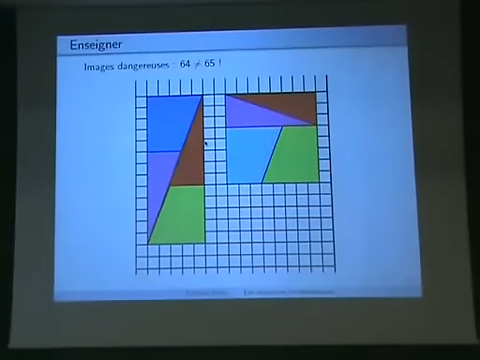 Enseigner
Images dangereuses : 64 ≠ 65 !